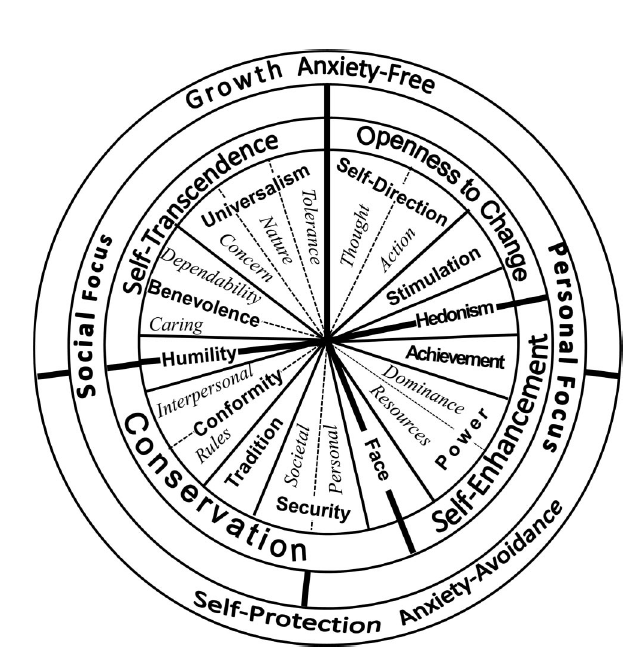 Growth Anxiety-Free
Self-Protection Anxiety-Avoidance
Social Focus
Personal Focus
Self-Transcendence
Openness to Change
Self-Enhancement
Conservation
Self-Direction
Thought
Action
Stimulation
Hedonism
Achievement
Power
Dominance
Resources
Face
Security
Personal
Societal
Tradition
Conformity
Rules
Interpersonal
Humility
Benevolence
Caring
Dependability
Universalism
Concern
Nature
Tolerance